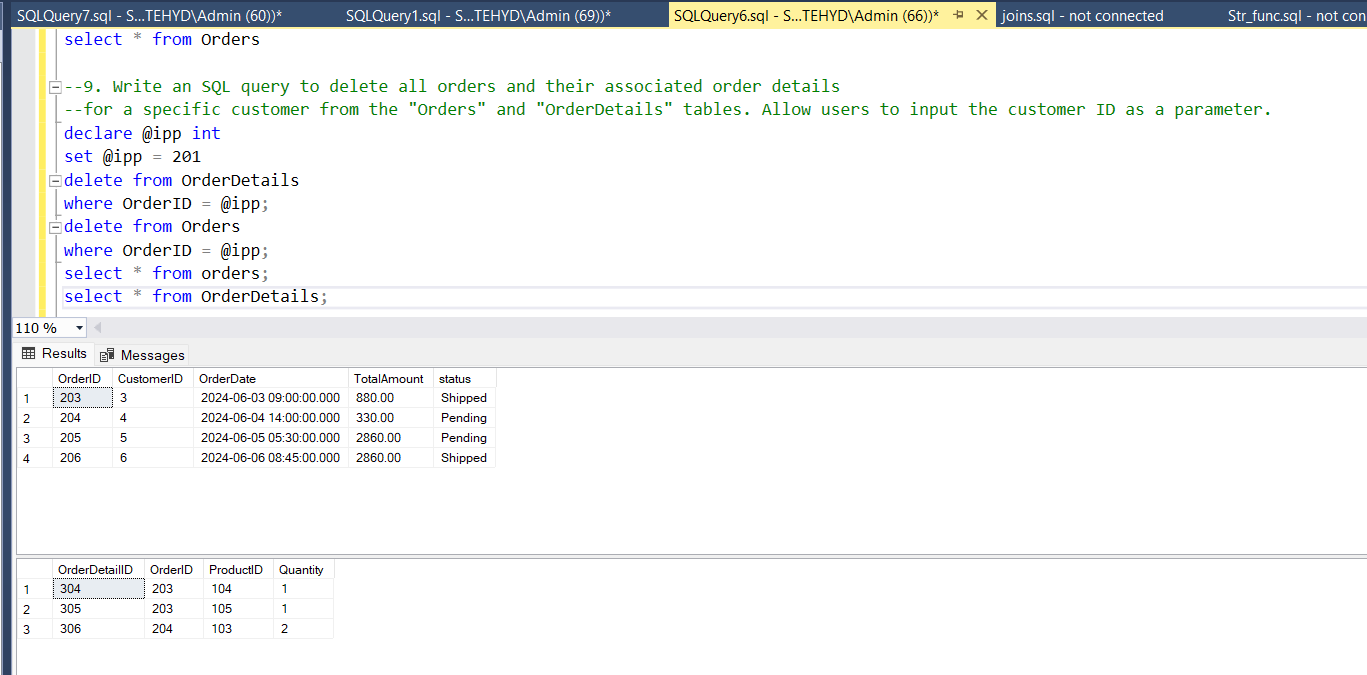 SQLQuery7.sql - S...TEHYD\Admin (60))* SQLQuery1.sql - S...TEHYD\Admin (69))* SQLQuery6.sql - S...TEHYD\Admin (66))* joins.sql - not connected Str_func.sql - not con
select * from Orders
--9. Write an SQL query to delete all orders and their associated order details
--for a specific customer from the "Orders" and "OrderDetails" tables. Allow users to input the customer ID as a parameter.
declare @ipp int
set @ipp = 201
delete from OrderDetails
where OrderID = @ipp;
delete from Orders
where OrderID = @ipp;
select * from orders;
select * from OrderDetails;
110 %
Results Messages
OrderID CustomerID OrderDate TotalAmount status
1 203 3 2024-06-03 09:00:00.000 880.00 Shipped
2 204 4 2024-06-04 14:00:00.000 330.00 Pending
3 205 5 2024-06-05 05:30:00.000 2860.00 Pending
4 206 6 2024-06-06 08:45:00.000 2860.00 Shipped
OrderDetailID OrderID ProductID Quantity
1 304 203 104 1
2 305 203 105 1
3 306 204 103 2